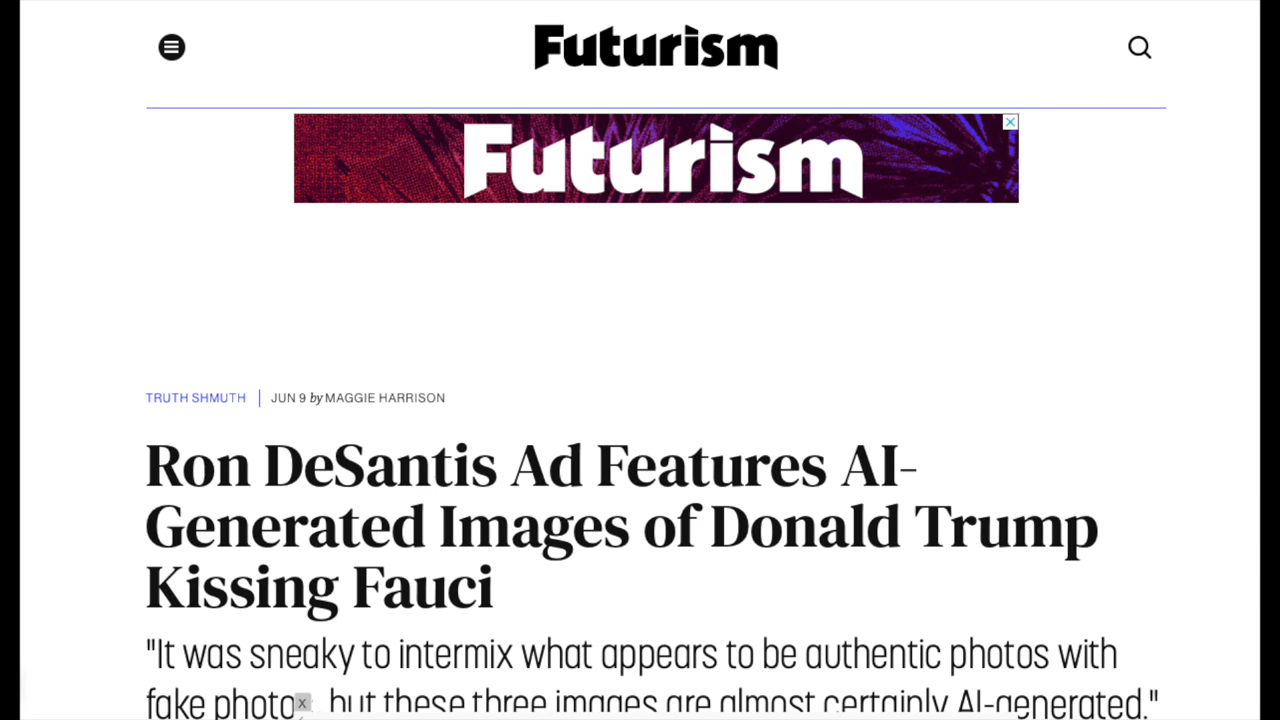 Futurism
Futurism
TRUTH SHMUTH | JUN 9 by MAGGIE HARRISON
Ron DeSantis Ad Features AI-
Generated Images of Donald Trump
Kissing Fauci
"It was sneaky to intermix what appears to be authentic photos with
fake photos, but these three images are almost certainly AI-generated."
x